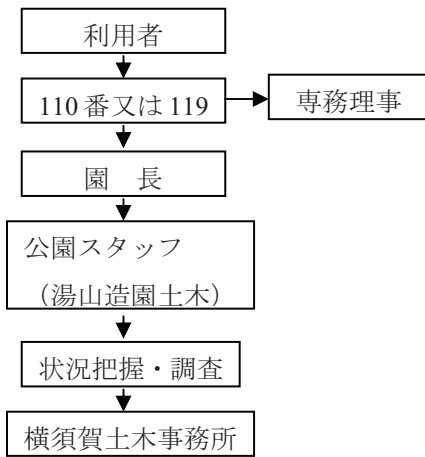 利用者
110番又は119
専務理事
園　長
公園スタッフ
（湯山造園土木）
状況把握・調査
横須賀土木事務所